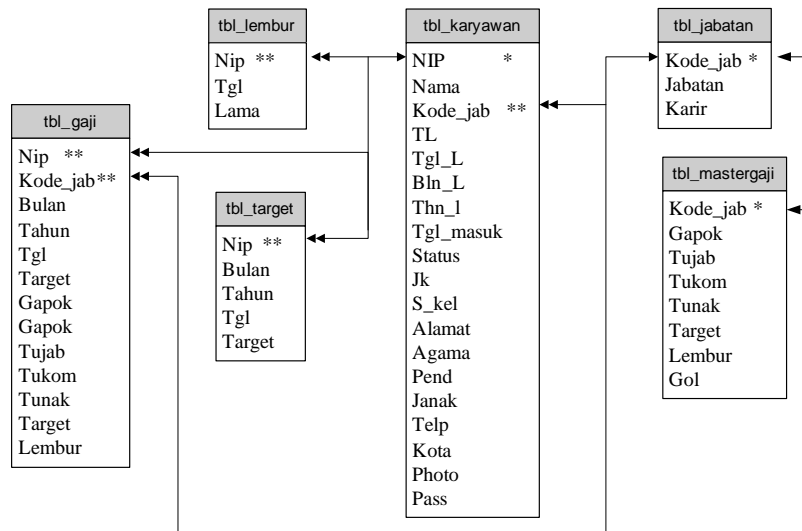 tbl_lembur
Nip **
Tgl
Lama
tbl_karyawan
NIP *
Nama
Kode_jab **
TL
Tgl_L
Bln_L
Thn_l
Tgl_masuk
Status
Jk
S_kel
Alamat
Agama
Pend
Janak
Telp
Kota
Photo
Pass
tbl_jabatan
Kode_jab *
Jabatan
Karir
tbl_gaji
Nip **
Kode_jab**
Bulan
Tahun
Tgl
Target
Gapok
Gapok
Tujab
Tukom
Tunak
Target
Lembur
tbl_target
Nip **
Bulan
Tahun
Tgl
Target
tbl_mastergaji
Kode_jab *
Gapok
Tujab
Tukom
Tunak
Target
Lembur
Gol